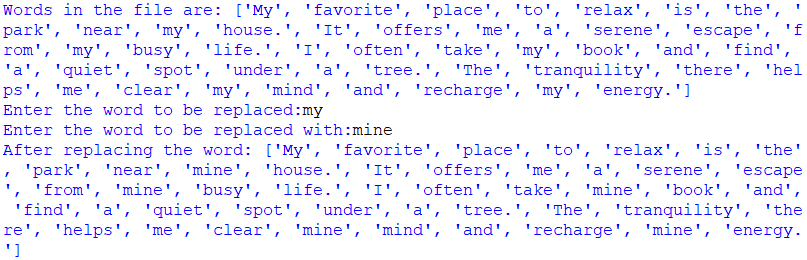 Words in the file are: ['My', 'favorite', 'place', 'to', 'relax', 'is', 'the', '
park', 'near', 'my', 'house.', 'It', 'offers', 'me', 'a', 'serene', 'escape', 'f
rom', 'my', 'busy', 'life.', 'I', 'often', 'take', 'my', 'book', 'and', 'find',
'a', 'quiet', 'spot', 'under', 'a', 'tree.', 'The', 'tranquility', 'there', 'hel
ps', 'me', 'clear', 'my', 'mind', 'and', 'recharge', 'my', 'energy.']
Enter the word to be replaced:my
Enter the word to be replaced with:mine
After replacing the word: ['My', 'favorite', 'place', 'to', 'relax', 'is', 'the'
, 'park', 'near', 'mine', 'house.', 'It', 'offers', 'me', 'a', 'serene', 'escape
', 'from', 'mine', 'busy', 'life.', 'I', 'often', 'take', 'mine', 'book', 'and',
 'find', 'a', 'quiet', 'spot', 'under', 'a', 'tree.', 'The', 'tranquility', 'the
re', 'helps', 'me', 'clear', 'mine', 'mind', 'and', 'recharge', 'mine', 'energy.
']